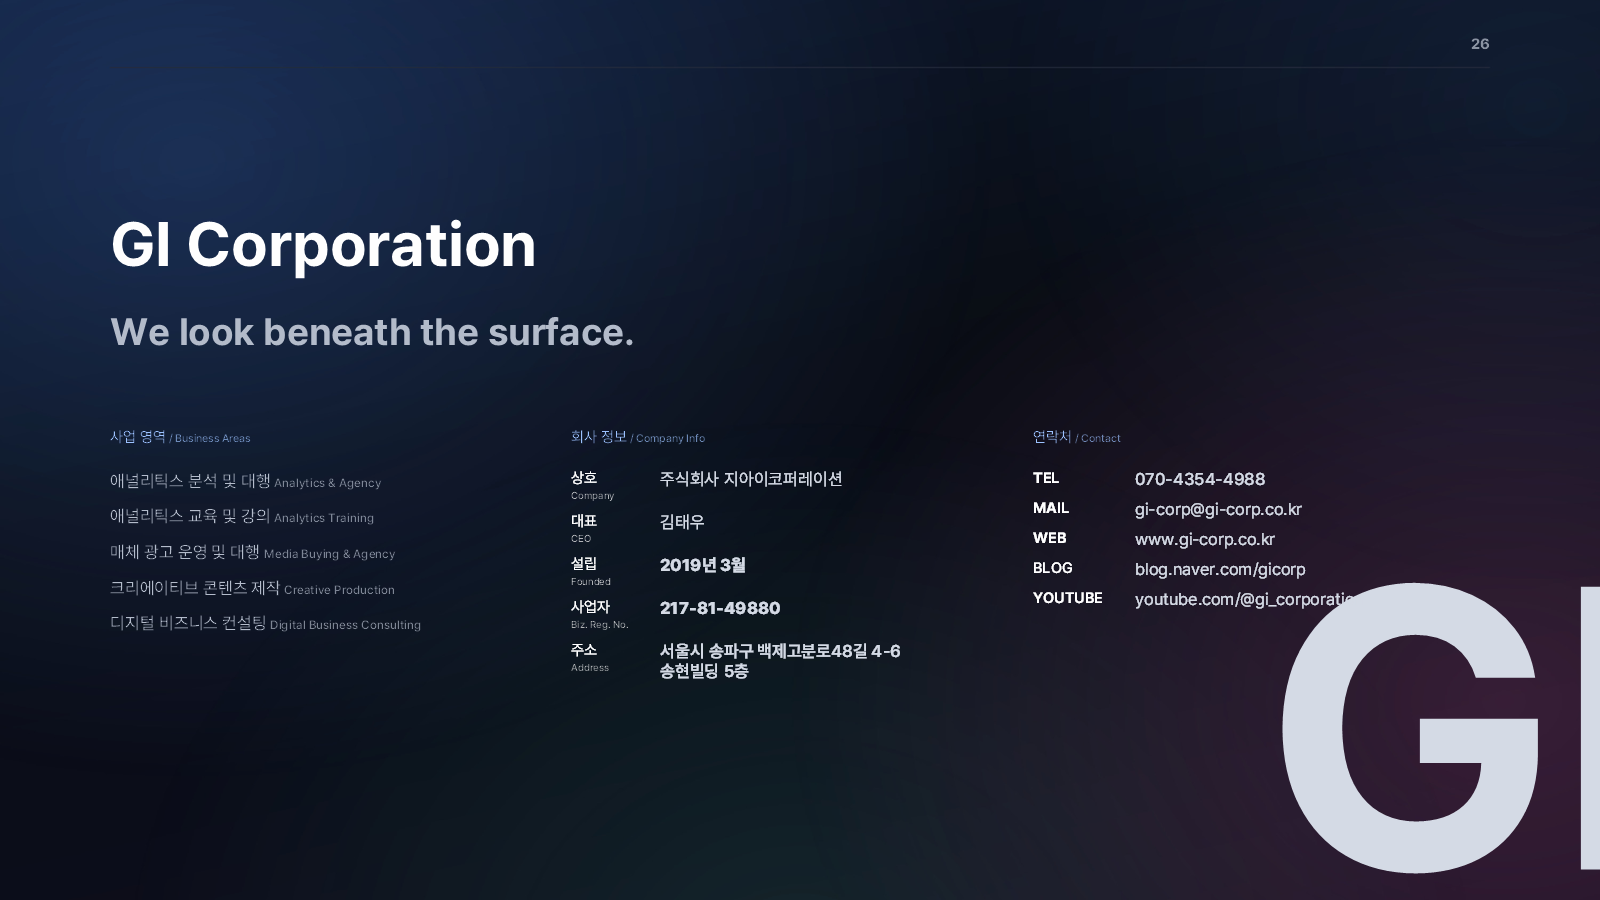 26
GI Corporation
We look beneath the surface.
사업 영역 / Business Areas
애널리틱스 분석 및 대행 Analytics & Agency
애널리틱스 교육 및 강의 Analytics Training
매체 광고 운영 및 대행 Media Buying & Agency
크리에이티브 콘텐츠 제작 Creative Production
디지털 비즈니스 컨설팅 Digital Business Consulting
회사 정보 / Company Info
상호 주식회사 지아이코퍼레이션
Company
대표 김태우
CEO
설립 2019년 3월
Founded
사업자 217-81-49880
Biz. Reg. No.
주소 서울시 송파구 백제고분로48길 4-6
Address 송현빌딩 5층
연락처 / Contact
TEL 070-4354-4988
MAIL gi-corp@gi-corp.co.kr
WEB www.gi-corp.co.kr
BLOG blog.naver.com/gicorp
YOUTUBE
GI